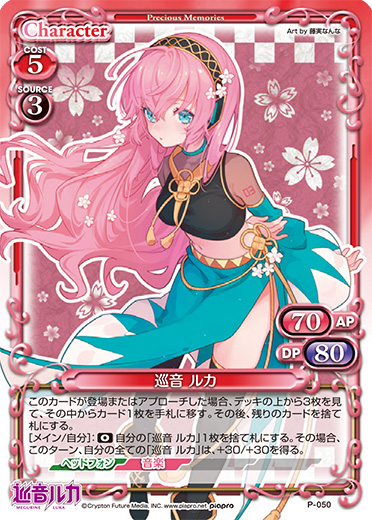 Precious Memories
Character
Art by 藤実なんな
COST
5
SOURCE
3
70 AP
DP 80
巡音 ルカ
このカードが登場またはアプローチした場合、デッキの上から3枚を見
て、その中からカード1枚を手札に移す。その後、残りのカードを捨て
札にする。
[メイン/自分]:自分の「巡音 ルカ」1枚を捨て札にする。その場合、
このターン、自分の全ての「巡音 ルカ」は、+30/+30を得る。
ヘッドフォン 音楽
巡音ルカ
MEGURINE LUKA
©Crypton Future Media, INC. www.piapro.net piapro
P-050